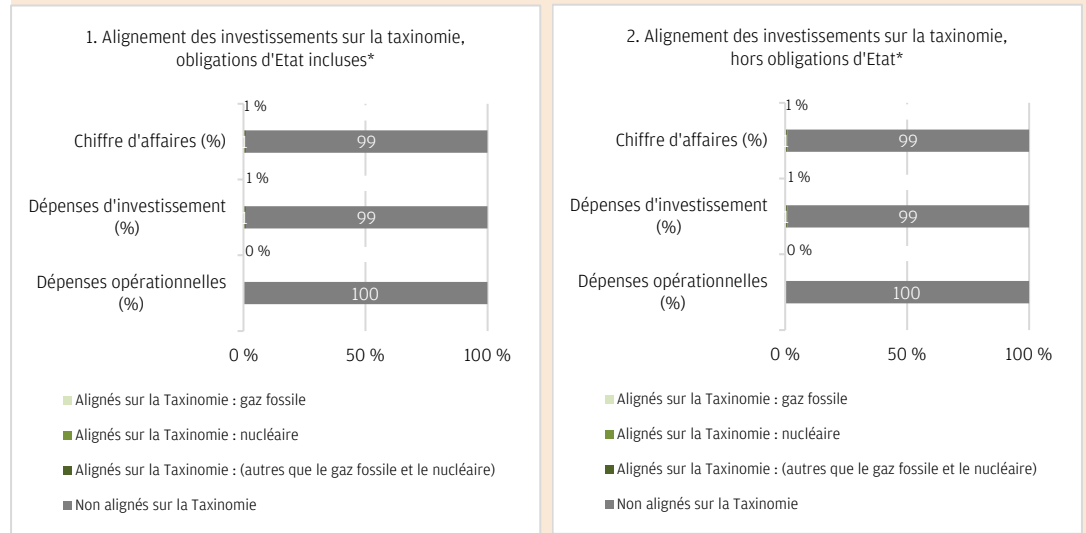 1. Alignement des investissements sur la taxinomie,
obligations d'Etat incluses*
1 %
Chiffre d'affaires (%)
1
99
1 %
Dépenses d'investissement
(%)
1
99
0 %
Dépenses opérationnelles
(%)
100
0 %
50 %
100 %
Alignés sur la Taxinomie : gaz fossile
Alignés sur la Taxinomie : nucléaire
Alignés sur la Taxinomie : (autres que le gaz fossile et le nucléaire)
Non alignés sur la Taxinomie
2. Alignement des investissements sur la taxinomie,
hors obligations d'Etat*
1 %
Chiffre d'affaires (%)
1
99
1 %
Dépenses d'investissement
(%)
1
99
0 %
Dépenses opérationnelles
(%)
100
0 %
50 %
100 %
Alignés sur la Taxinomie : gaz fossile
Alignés sur la Taxinomie : nucléaire
Alignés sur la Taxinomie : (autres que le gaz fossile et le nucléaire)
Non alignés sur la Taxinomie